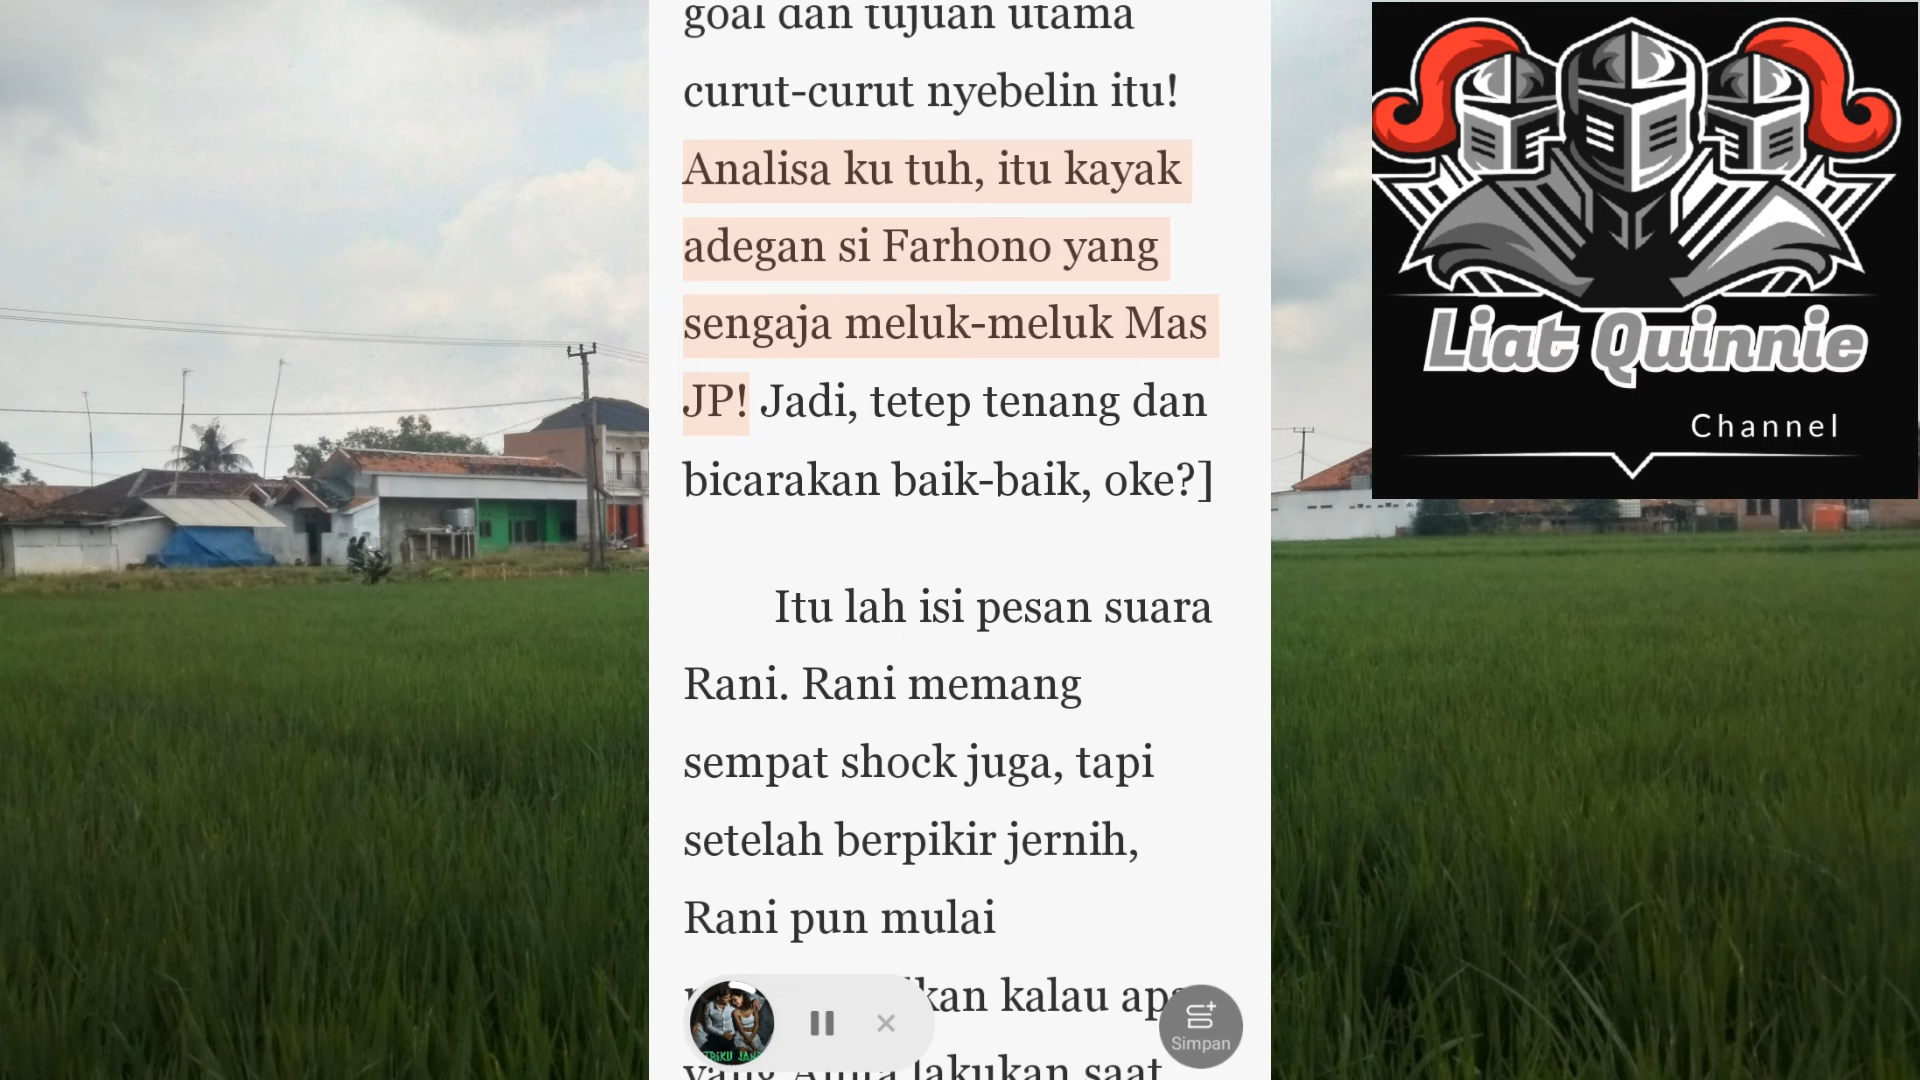 goal dan tujuan utama
curut-curut nyebelin itu!
Analisa ku tuh, itu kayak
adegan si Farhono yang
sengaja meluk-meluk Mas
JP! Jadi, tetep tenang dan
bicarakan baik-baik, oke?]
Itu lah isi pesan suara
Rani. Rani memang
sempat shock juga, tapi
setelah berpikir jernih,
Rani pun mulai
kan kalau
yang Anita lakukan saat
Simpan
Liat Quinnie
Channel